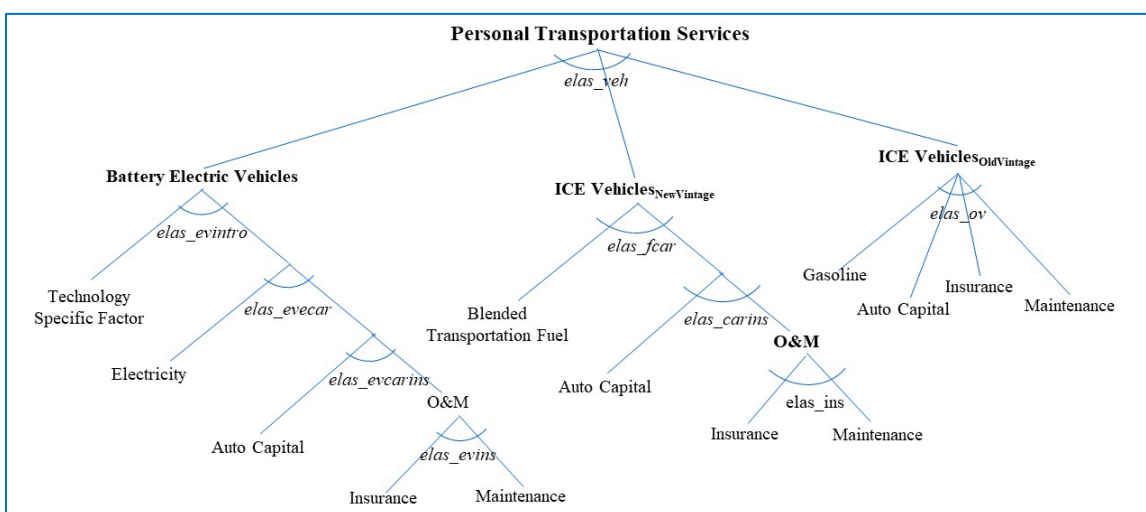 Personal Transportation Services
elas_veh
Battery Electric Vehicles
ICE VehiclesNewVintage
ICE VehiclesOldVintage
elas_evintro
elas_fcar
elas_ov
Technology
Specific Factor
elas_evecar
Blended
Transportation Fuel
elas_carins
Gasoline
Auto Capital
Insurance
Maintenance
Electricity
elas_evcarins
Auto Capital
O&M
Auto Capital
O&M
elas_ins
Insurance
Maintenance
elas_evins
Insurance
Maintenance